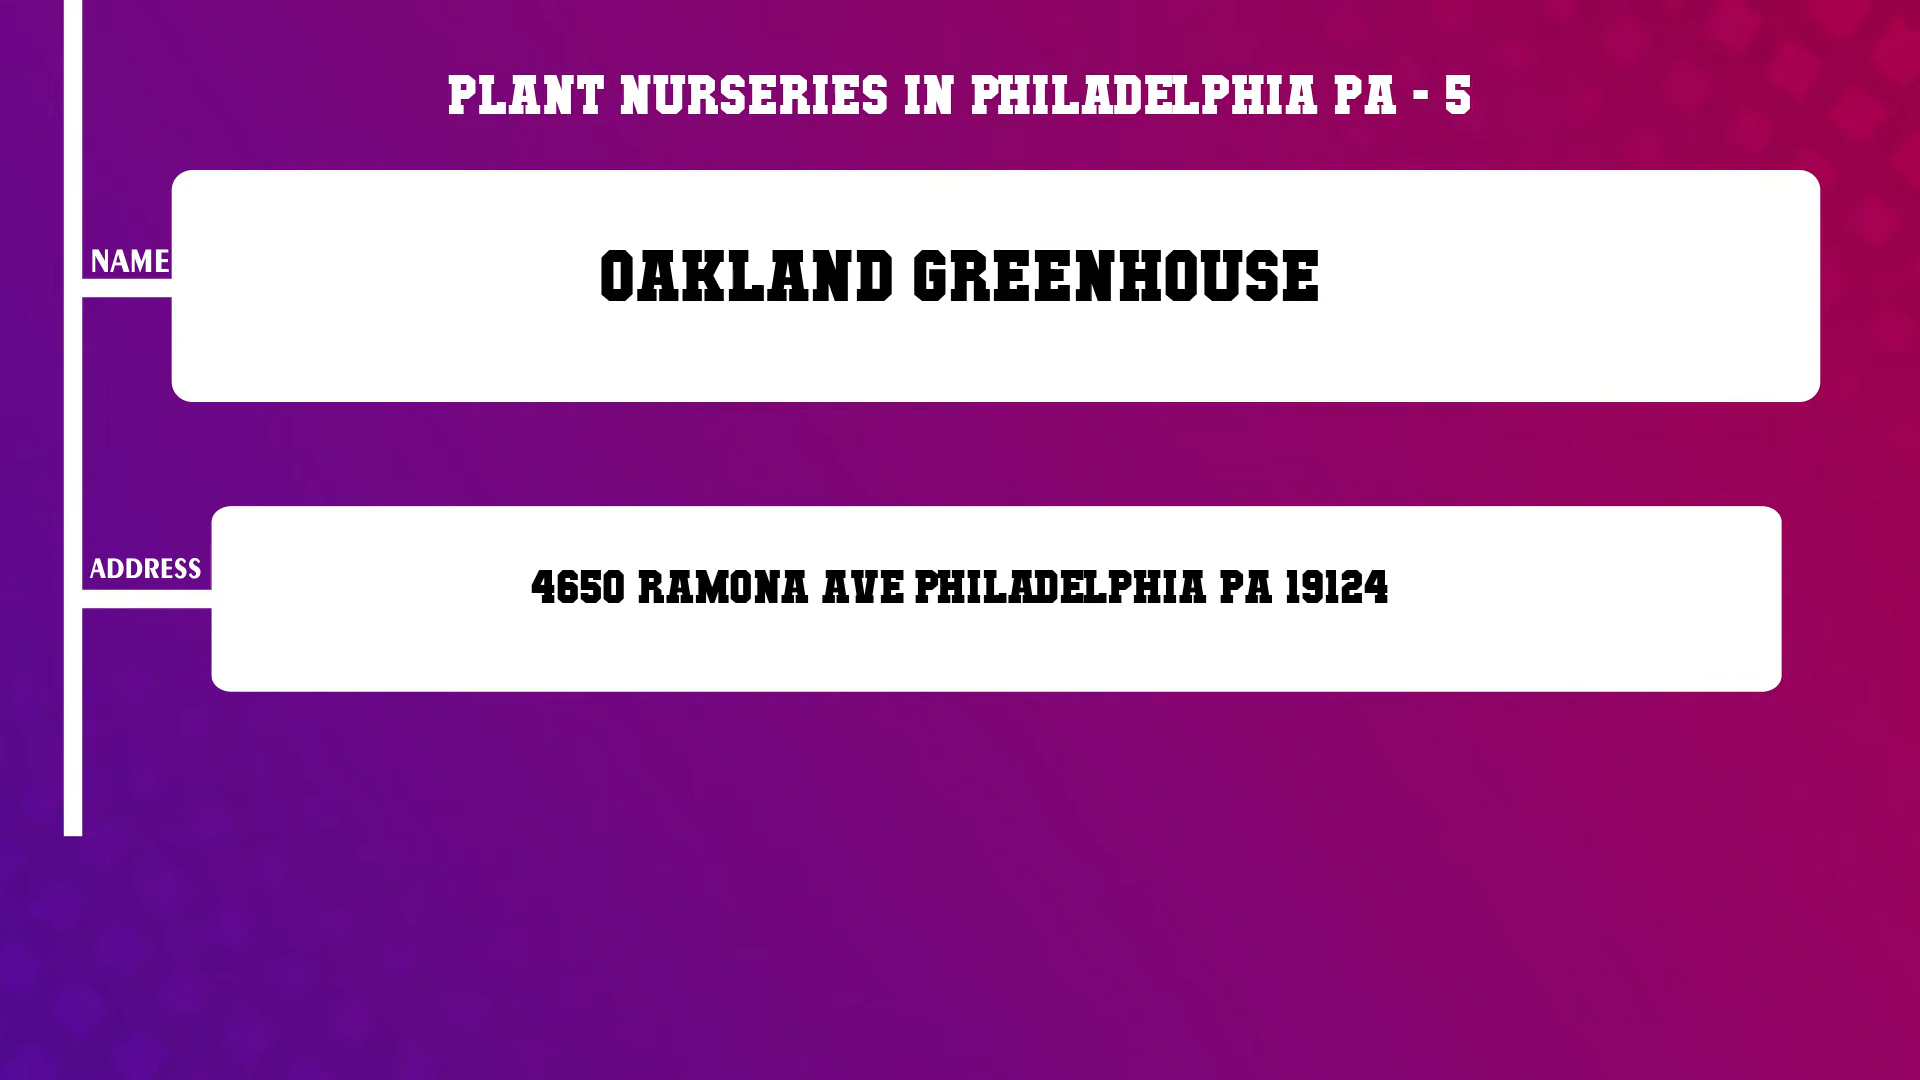 PLANT NURSERIES IN PHILADELPHIA PA - 5
NAME
OAKLAND GREENHOUSE
ADDRESS
4650 RAMONA AVE PHILADELPHIA PA 19124